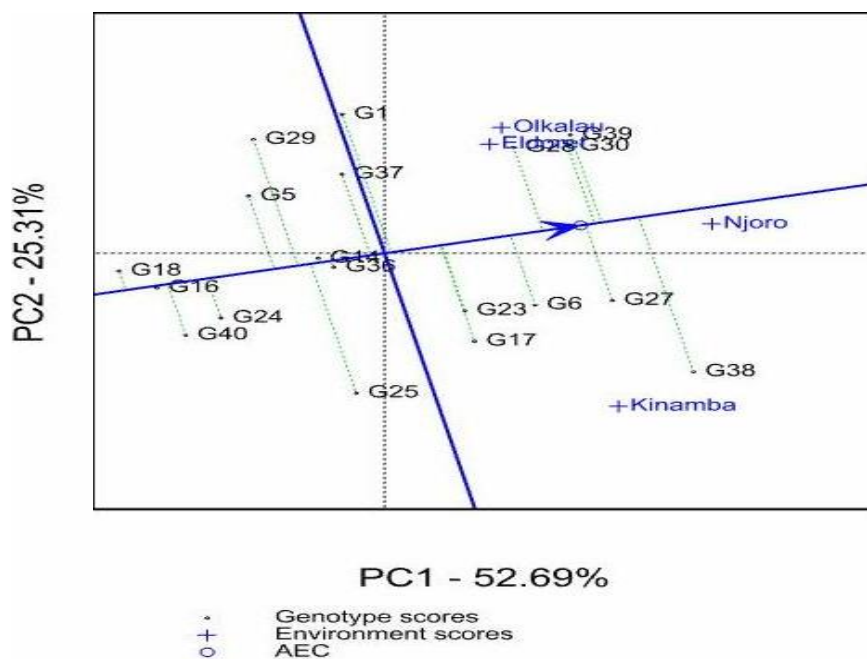 G1
Olkalau
G39
G29
G28
G30
G37
G5
Njoro
G14
G36
G18
G16
G23
G6
G27
G24
G17
G40
G38
G25
Kinamba
PC2 - 25.31%
PC1 - 52.69%
Genotype scores
Environment scores
AEC